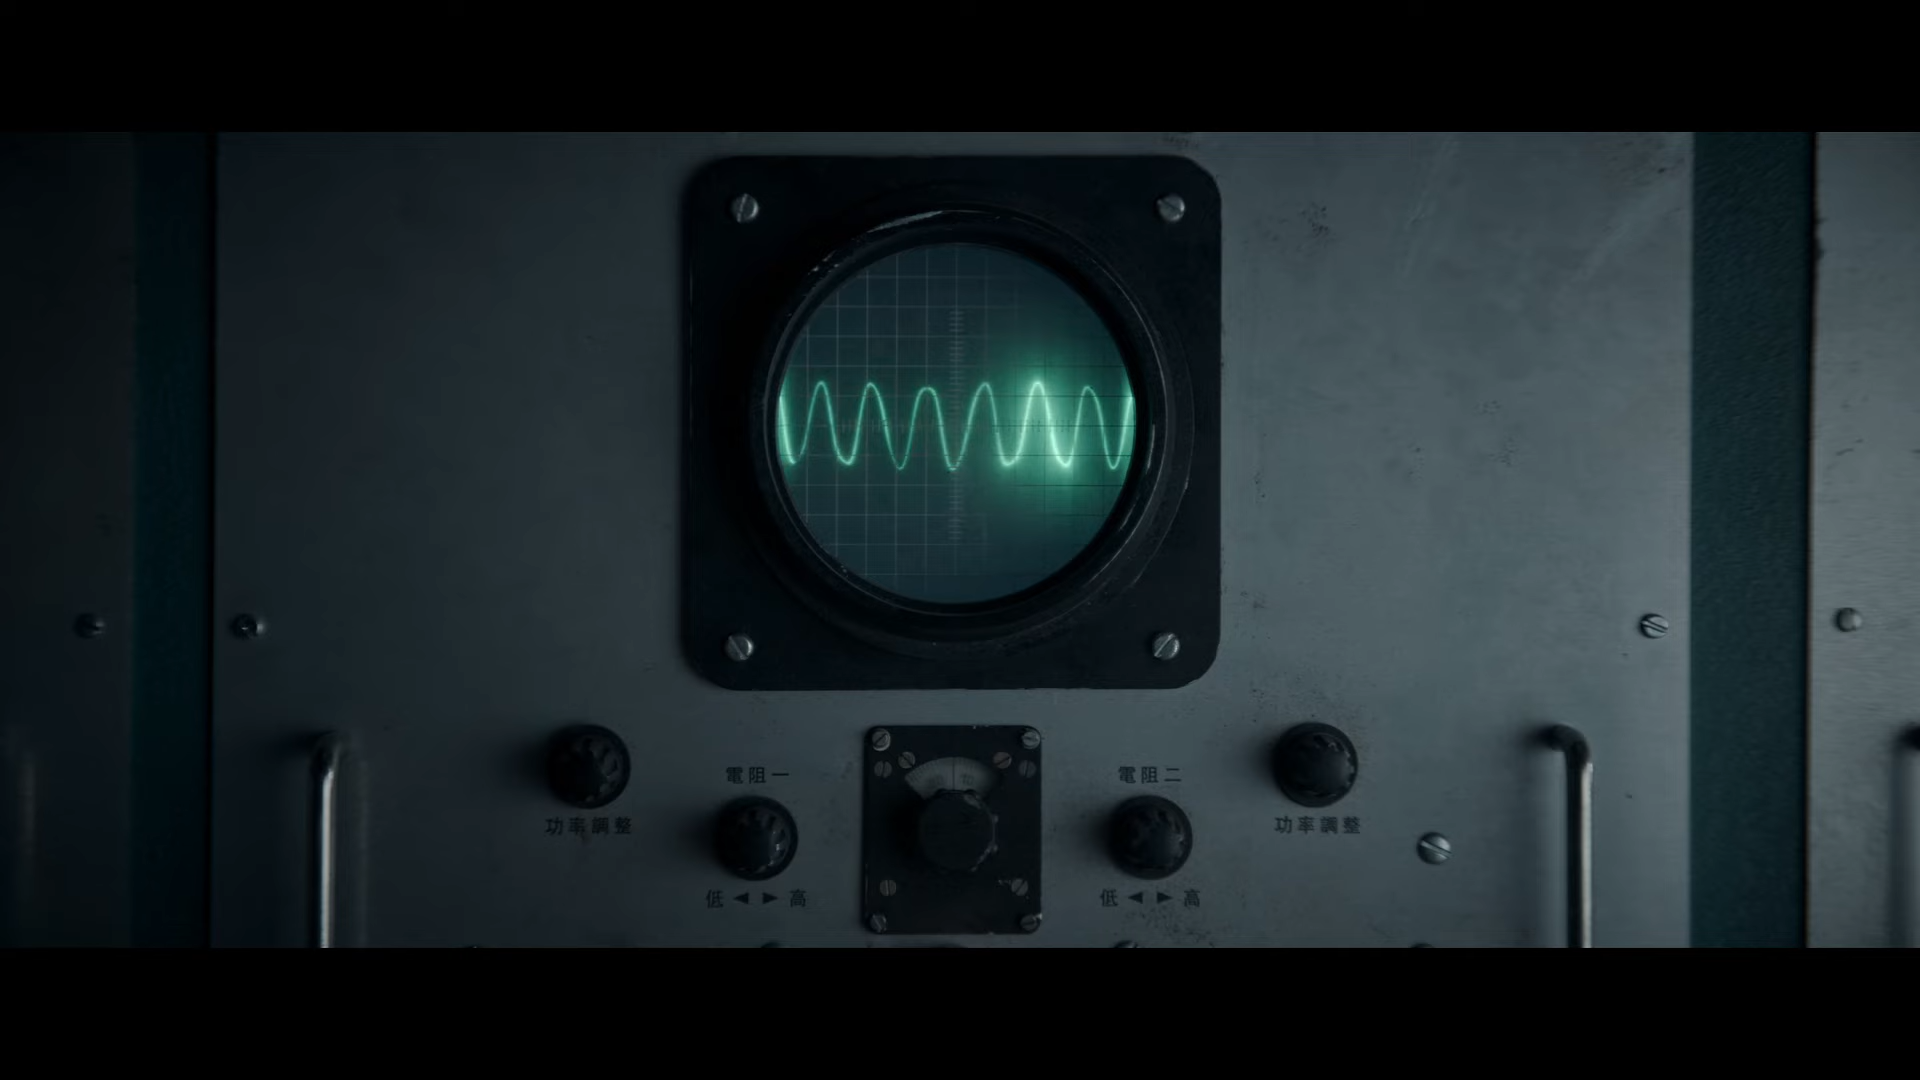 電阻一
電阻二
功率調整
功率調整
低 ◄ ► 高
低 ◄ ► 高